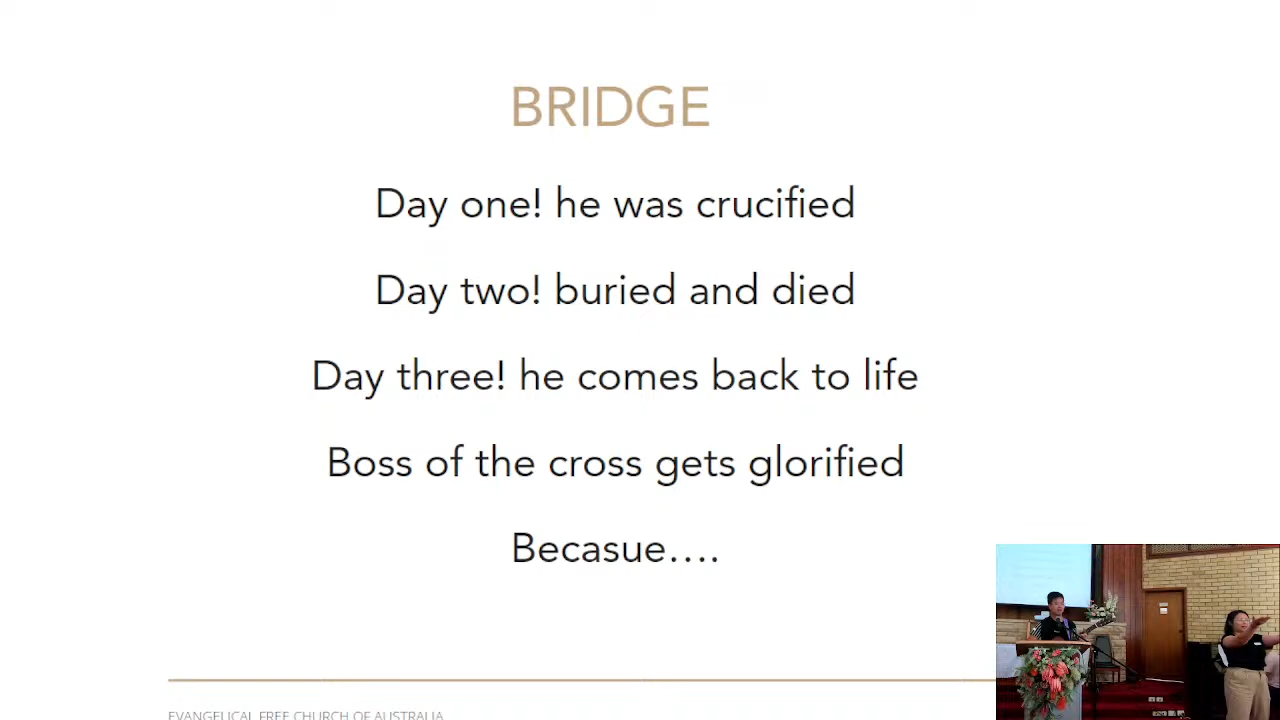 BRIDGE
Day one! he was crucified
Day two! buried and died
Day three! he comes back to life
Boss of the cross gets glorified
Becasue....
EVANGELICAL FREE CHURCH OF AUSTRALIA